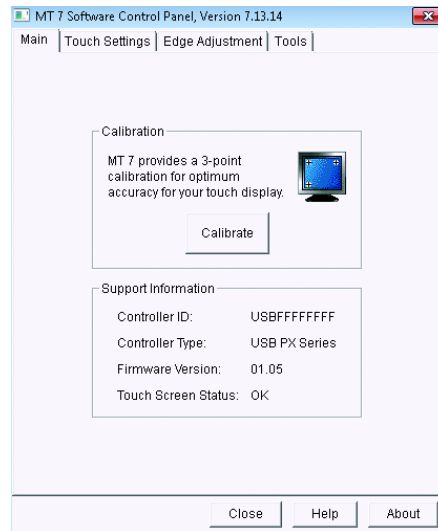 MT 7 Software Control Panel, Version 7.13.14
Main Touch Settings Edge Adjustment Tools
Calibration
MT 7 provides a 3-point
calibration for optimum
accuracy for your touch display.
Calibrate
Support Information
Controller ID: USBFFFFFFFF
Controller Type: USB PX Series
Firmware Version: 01.05
Touch Screen Status: OK
Close Help About